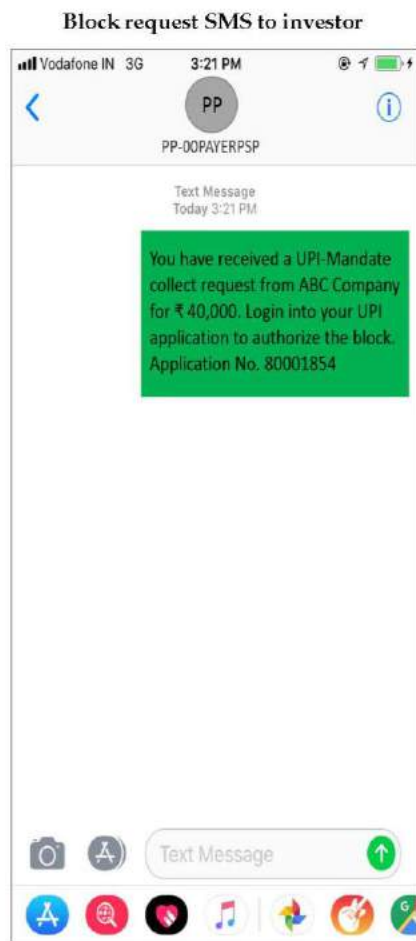 Block request SMS to investor
Vodafone IN 3G 3:21 PM
PP
PP-OOPAYERPSP
Text Message
Today 3:21 PM
You have received a UPI-Mandate
collect request from ABC Company
for ₹ 40,000. Login into your UPI
application to authorize the block.
Application No. 80001854
Text Message